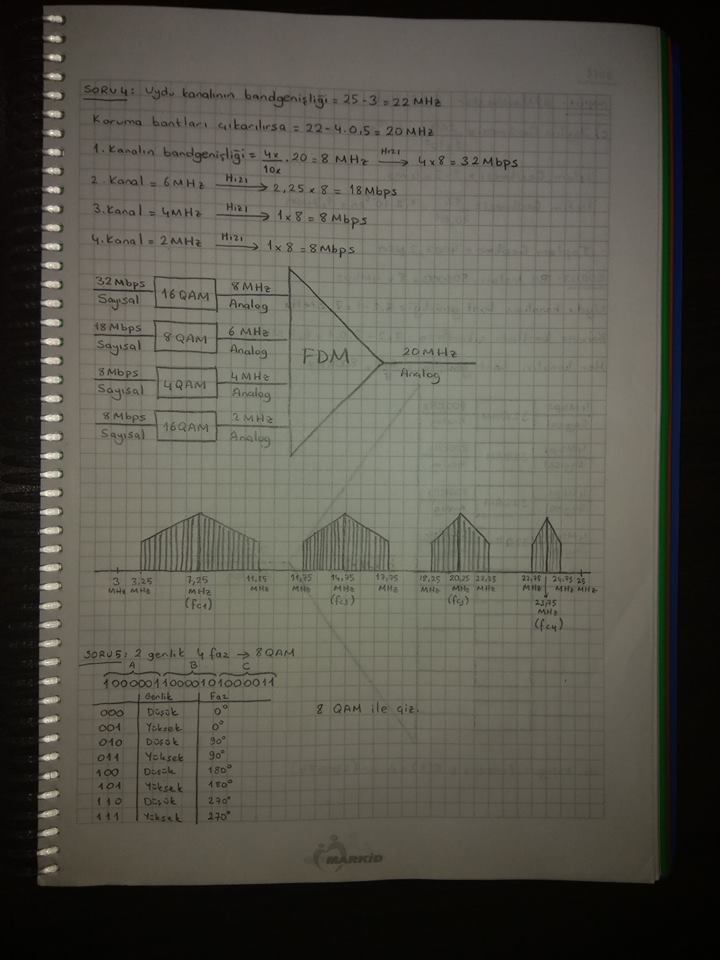 SORU 4: Uydu kanalının bandgenişliği = 25 - 3 = 22 MHz
Koruma bantları çıkarılırsa = 22 - 4.0,5 = 20 MHz
1. Kanalın bandgenişliği = 4x/10x . 20 = 8 MHz Hızı → 4 x 8 = 32 Mbps
2. Kanal = 6 MHz Hızı → 2,25 x 8 = 18 Mbps
3. Kanal = 4 MHz Hızı → 1 x 8 = 8 Mbps
4. Kanal = 2 MHz Hızı → 1 x 8 = 8 Mbps
32 Mbps Sayısal 16 QAM 8 MHz Analog
18 Mbps Sayısal 8 QAM 6 MHz Analog
FDM 20 MHz Analog
8 Mbps Sayısal 4 QAM 4 MHz Analog
8 Mbps Sayısal 16 QAM 2 MHz Analog
3 3,25 7,25 11,25 11,75 14,75 17,75 18,25 20,25 22,25 22,75 24,75 25
MHz MHz MHz MHz MHz MHz MHz MHz MHz MHz MHz MHz MHz
23,75
MHz
(fc1) (fc3) (fc3) (fc4)
SORU 5: 2 genlik 4 faz → 8 QAM
A B C
10000110000101000011
Genlik Faz
000 Düşük 0° 8 QAM ile çiz.
001 Yüksek 0°
010 Düşük 90°
011 Yüksek 90°
100 Düşük 180°
101 Yüksek 180°
110 Düşük 270°
111 Yüksek 270°
MARKİD